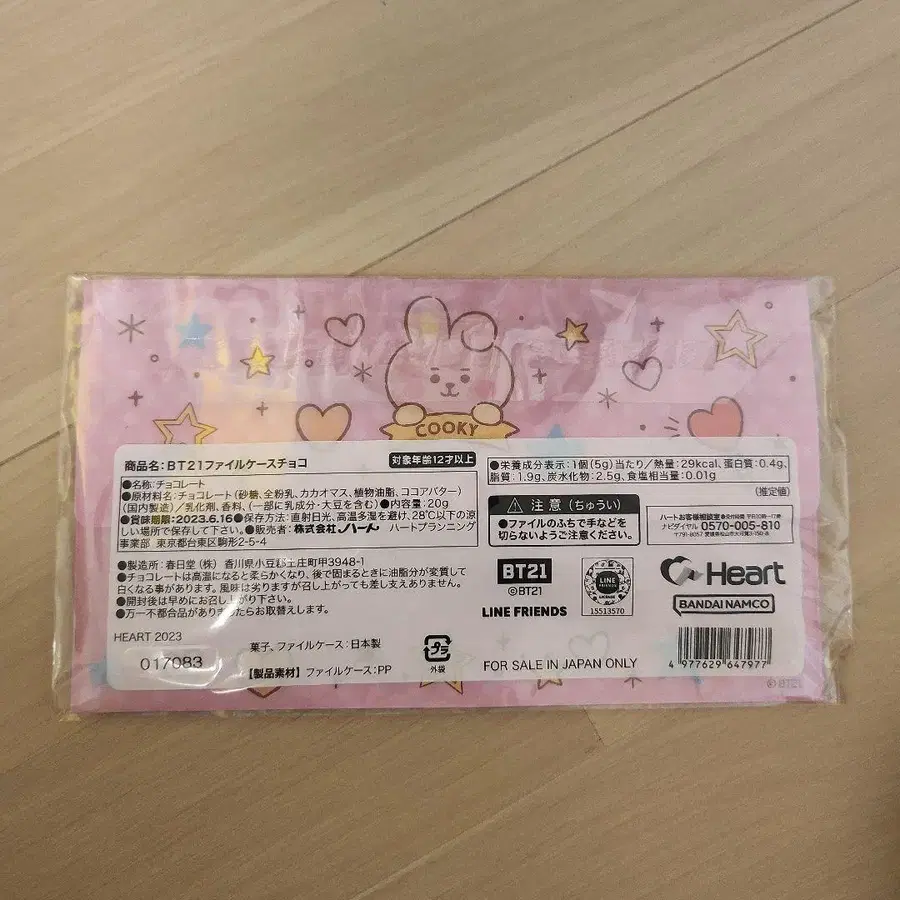 COOKY
商品名:BT21ファイルケースチョコ
対象年齢12才以上
●名称:チョコレート
●原材料名:チョコレート(砂糖、全粉乳、カカオマス、植物油脂、ココアバター)
(国内製造)/乳化剤、香料、(一部に乳成分・大豆を含む)●内容量:20g
●賞味期限:2023.6.16●保存方法:直射日光、高温多湿を避け、28℃以下の涼
しい場所で保存して下さい。●販売者:株式会社ハート ハートプランニング
事業部 東京都台東区駒形2-5-4
●製造所:春日堂(株) 香川県小豆郡土庄町甲3948-1
●チョコレートは高温になると柔らかくなり、後で固まるときに油脂分が変質して
白くなる事があります。風味は劣りますが召し上がっても差し支えありません。
●開封後は早めにお召し上がり下さい。
●万一不都合品がありましたらお取替えします。
HEART 2023
017083
菓子、ファイルケース:日本製
【製品素材】ファイルケース:PP
プラ
外袋
●栄養成分表示:1個(5g)当たり/熱量:29kcal、蛋白質:0.4g、
脂質:1.9g、炭水化物:2.5g、食塩相当量:0.01g
(推定値)
注意(ちゅうい)
●ファイルのふちで手などを
切らないようご注意ください。
ハートお客様相談室
ナビダイヤル 0570-005-810
BT21
©BT21
LINE FRIENDS
LINE
FRIENDS
15513570
Heart
BANDAI NAMCO
FOR SALE IN JAPAN ONLY
4 977629 647977
©BT21